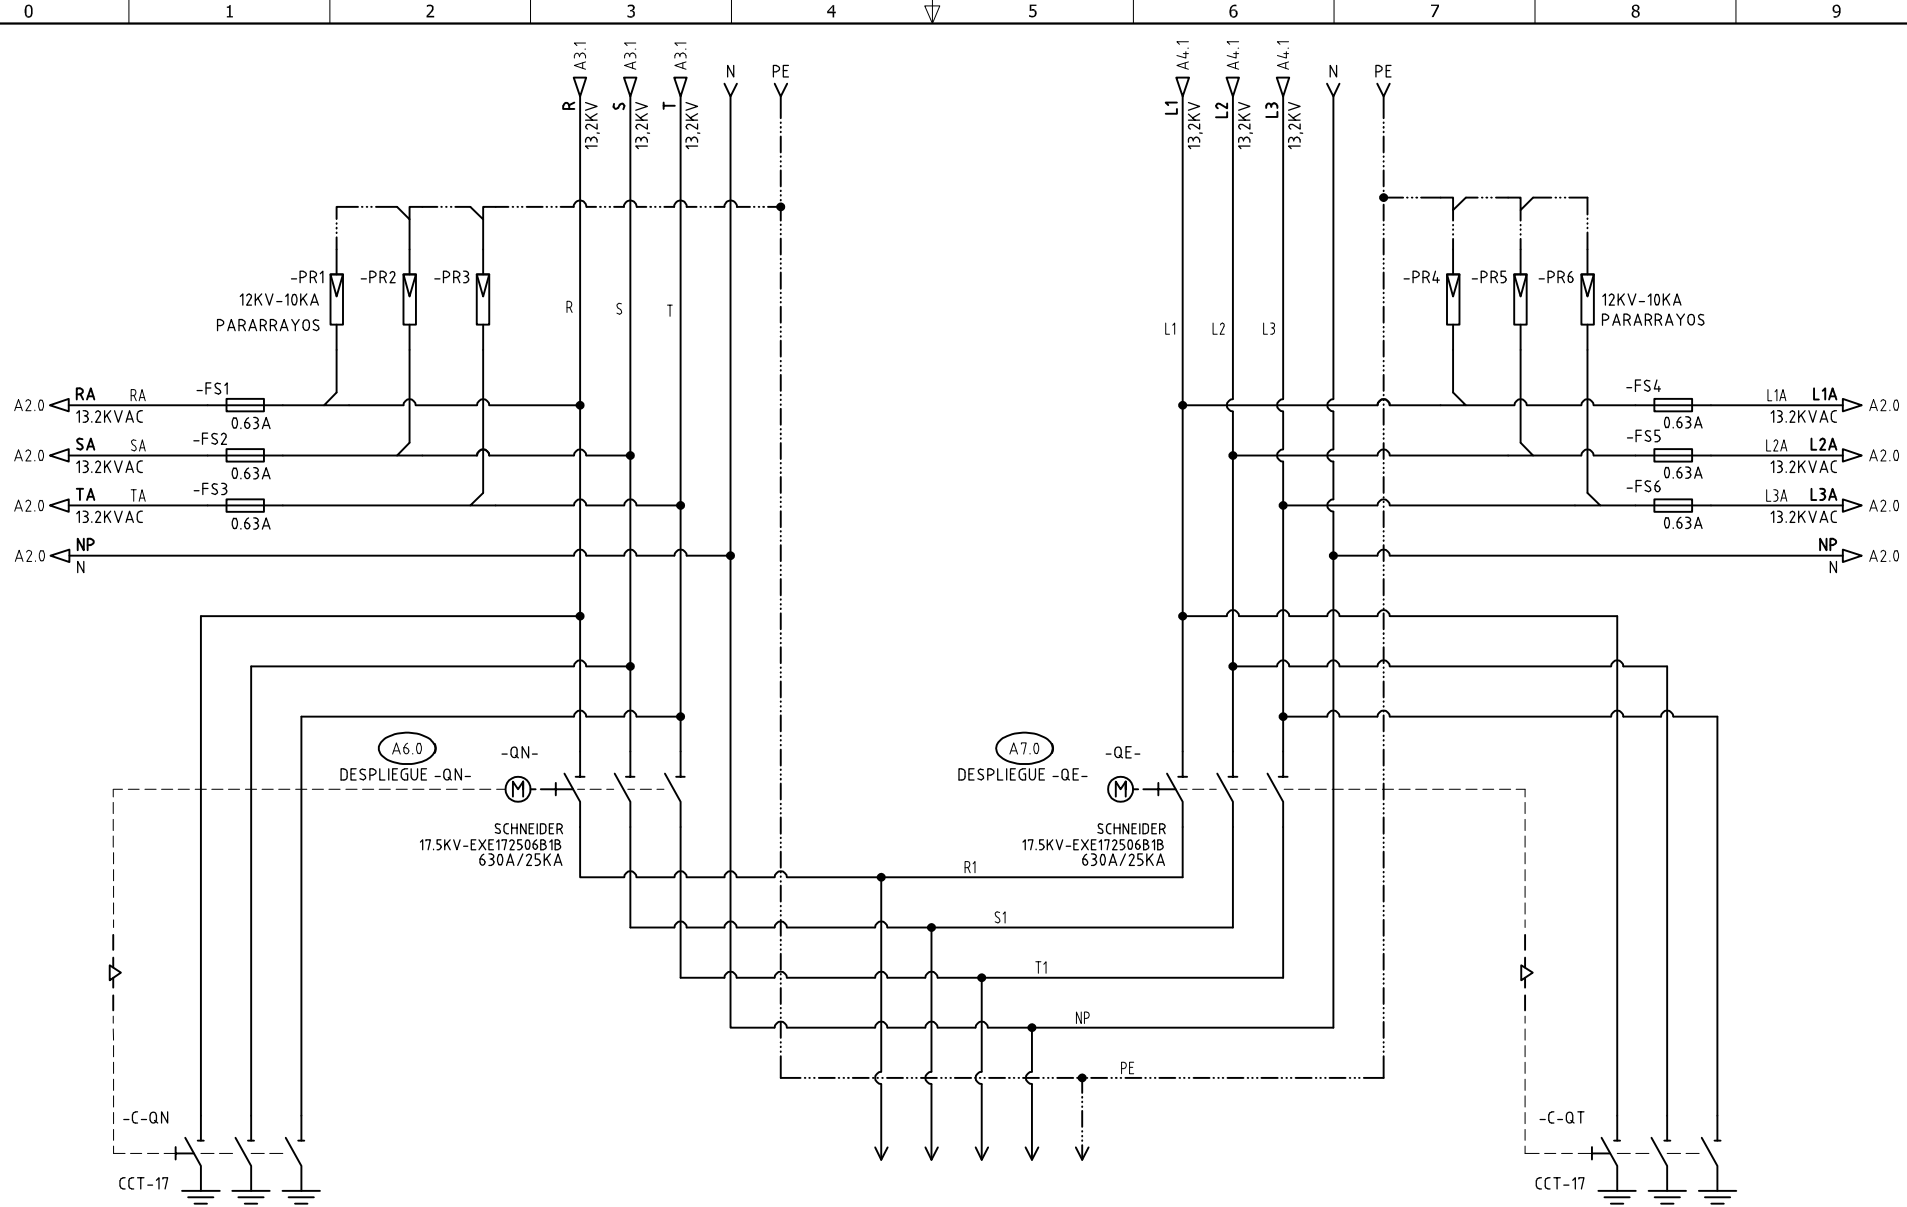 0 1 2 3 4 5 6 7 8 9
A3.1 A3.1 A3.1 N PE A4.1 A4.1 A4.1 N PE
R S T L1 L2 L3
13,2KV 13,2KV 13,2KV 13,2KV 13,2KV 13,2KV
-PR1 -PR2 -PR3
12KV-10KA
PARARRAYOS
R S T
-PR4 -PR5 -PR6
12KV-10KA
PARARRAYOS
L1 L2 L3
A2.0 RA RA -FS1
13.2KVAC 0.63A
A2.0 SA SA -FS2
13.2KVAC 0.63A
A2.0 TA TA -FS3
13.2KVAC 0.63A
A2.0 NP
N
-FS4 L1A L1A A2.0
0.63A 13.2KVAC
-FS5 L2A L2A A2.0
0.63A 13.2KVAC
-FS6 L3A L3A A2.0
0.63A 13.2KVAC
NP A2.0
N
A6.0 -QN-
DESPLIEGUE -QN-
M
SCHNEIDER
17.5KV-EXE172506B1B
630A/25KA
A7.0 -QE-
DESPLIEGUE -QE-
M
SCHNEIDER
17.5KV-EXE172506B1B
630A/25KA
R1
S1
T1
NP
PE
-C-QN
CCT-17
-C-QT
CCT-17